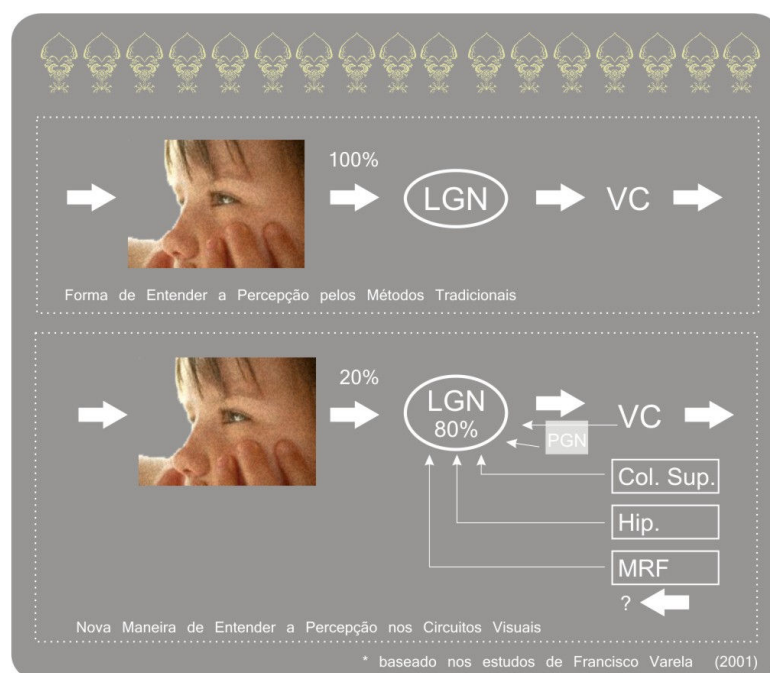 100%
LGN
VC
Forma de Entender a Percepção pelos Métodos Tradicionais
20%
LGN
80%
VC
PGN
Col. Sup.
Hip.
MRF
?
Nova Maneira de Entender a Percepção nos Circuitos Visuais
* baseado nos estudos de Francisco Varela (2001)